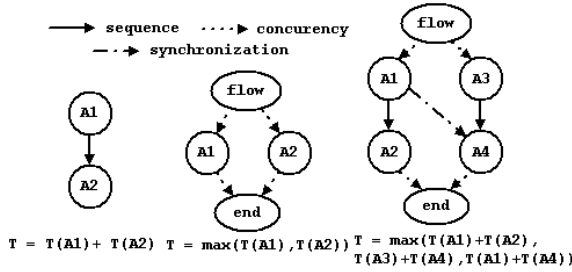 sequence
concurency
synchronization
flow
A1
A3
A2
A4
end
A1
A2
flow
A1
A2
end
T = T(A1)+ T(A2)
T = max(T(A1),T(A2))
T = max(T(A1)+T(A2),
T(A3)+T(A4),T(A1)+T(A4))